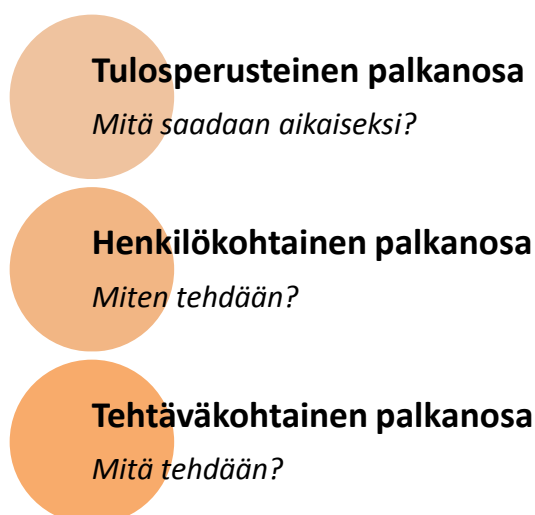 Tulosperusteinen palkanosa
Mitä saadaan aikaiseksi?
Henkilökohtainen palkanosa
Miten tehdään?
Tehtäväkohtainen palkanosa
Mitä tehdään?